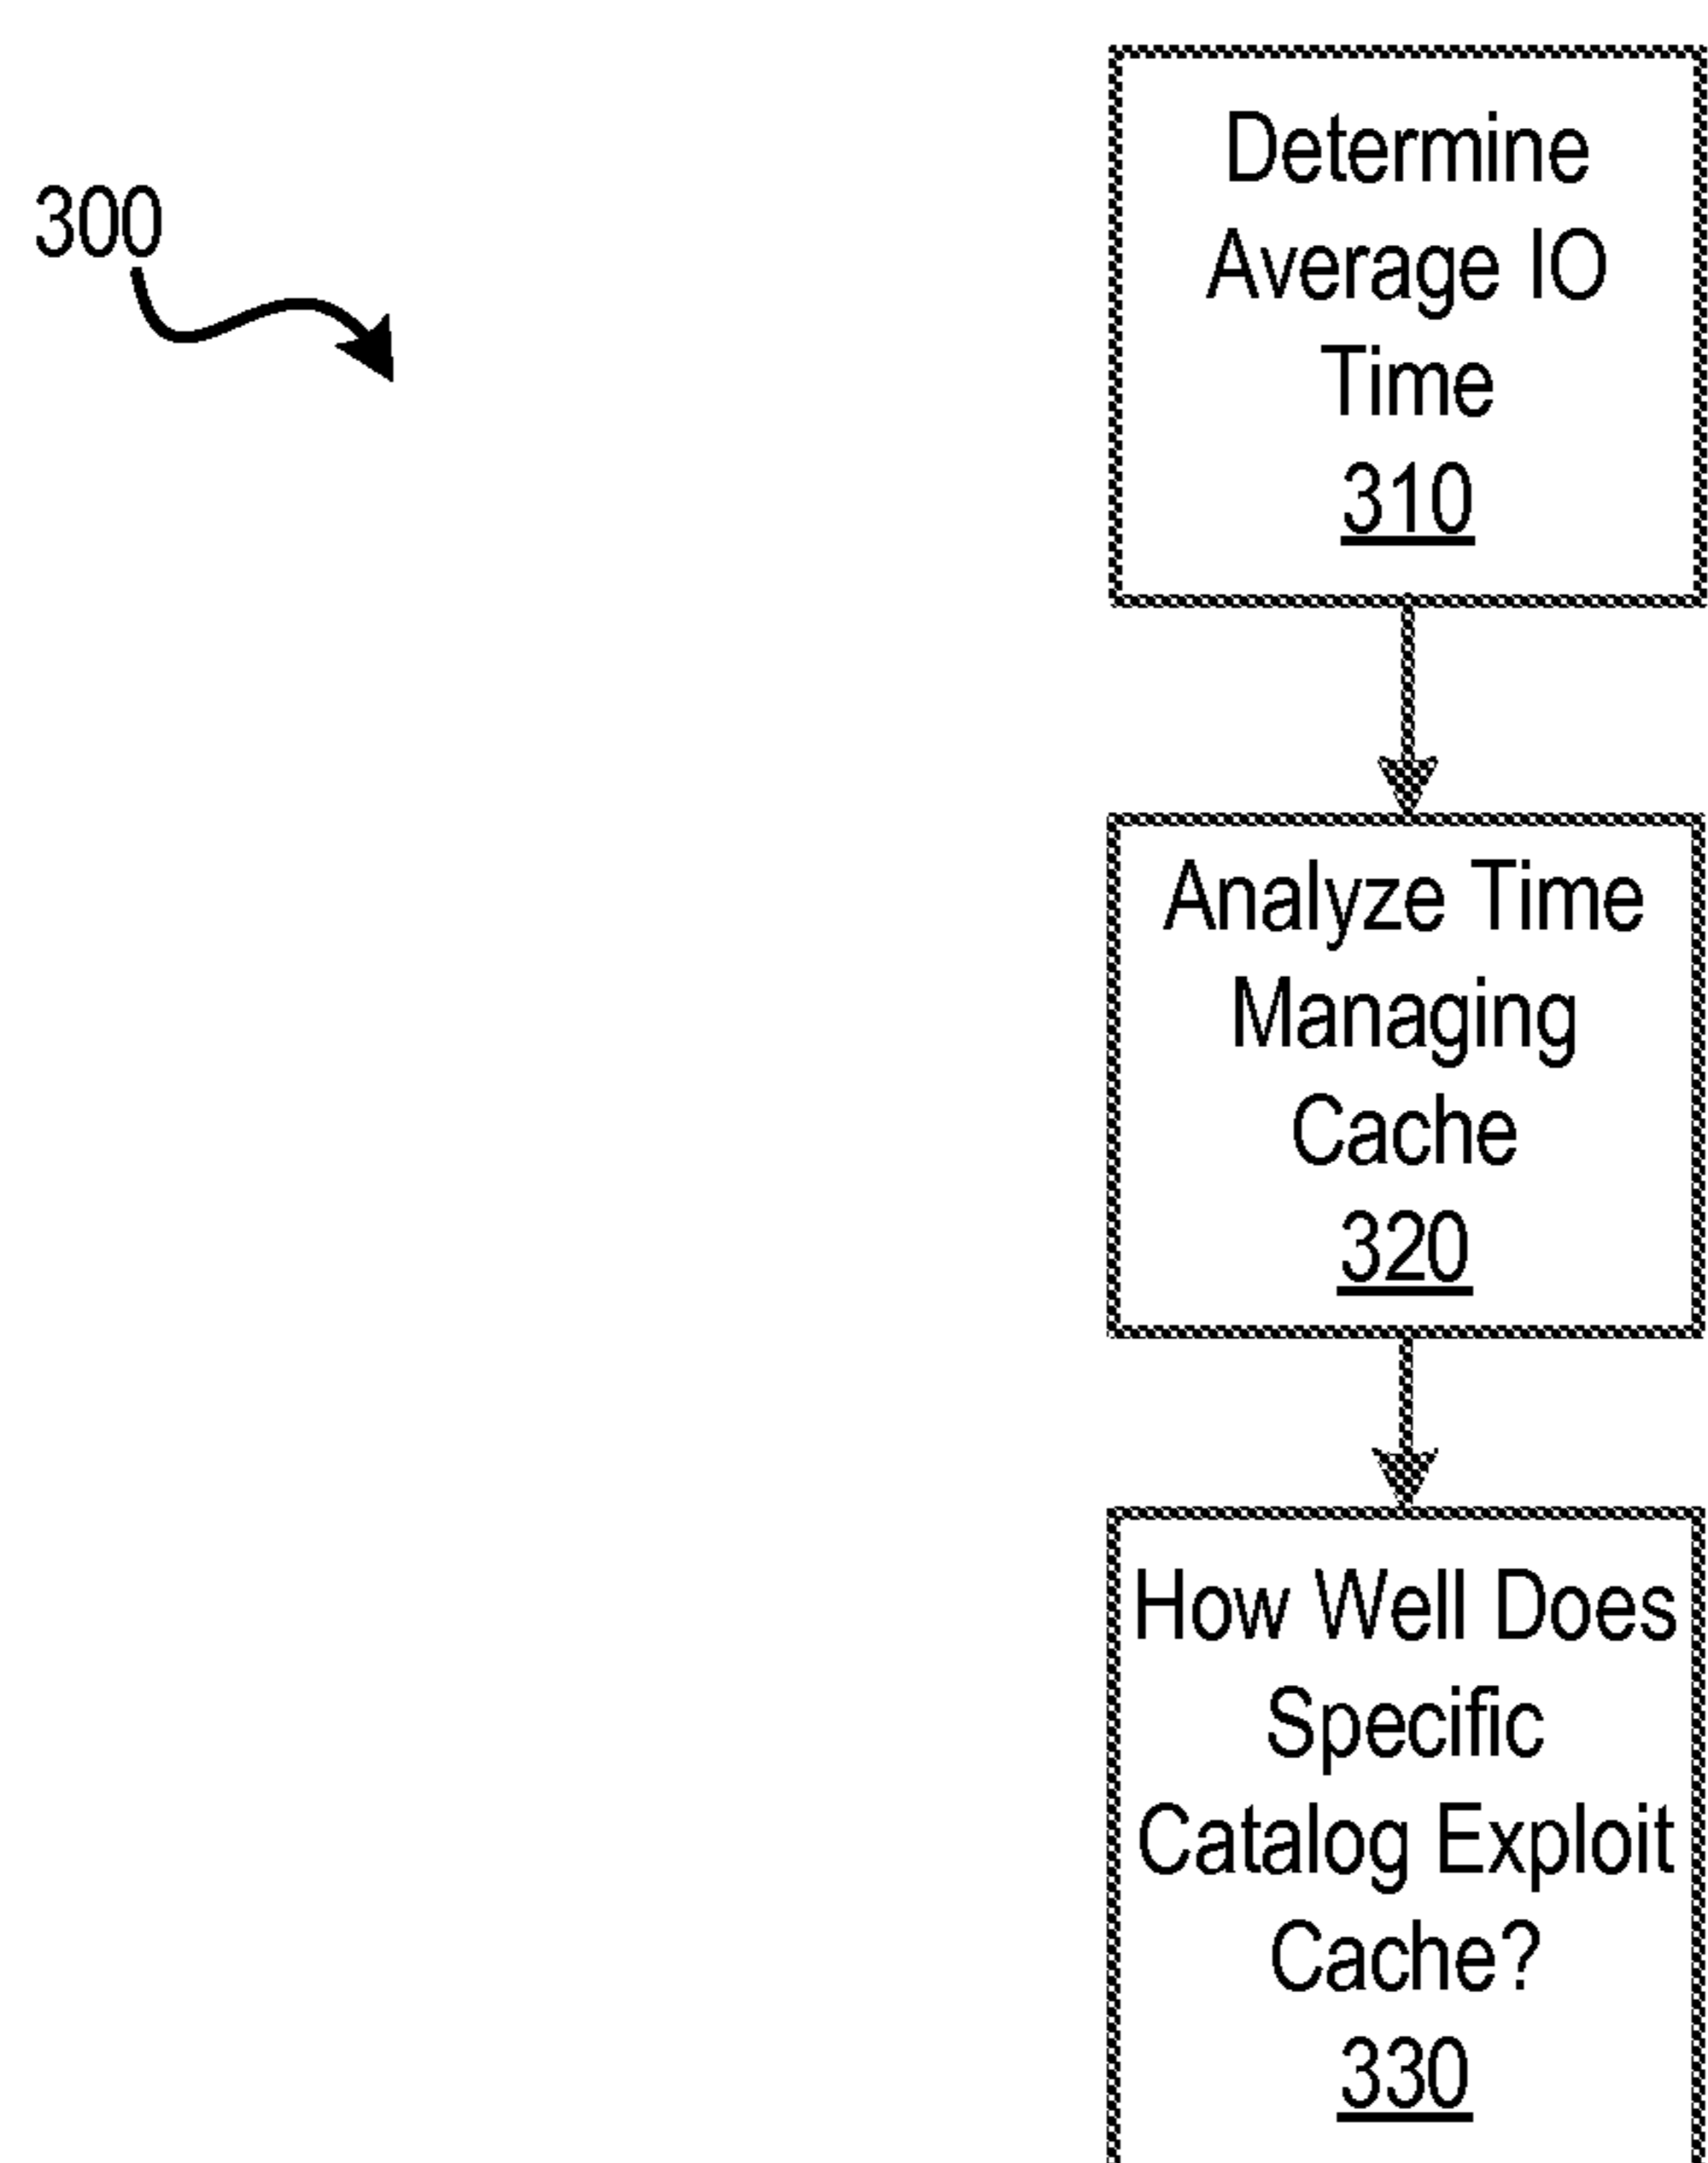 300
Determine
Average IO
Time
310
Analyze Time
Managing
Cache
320
How Well Does
Specific
Catalog Exploit
Cache?
330